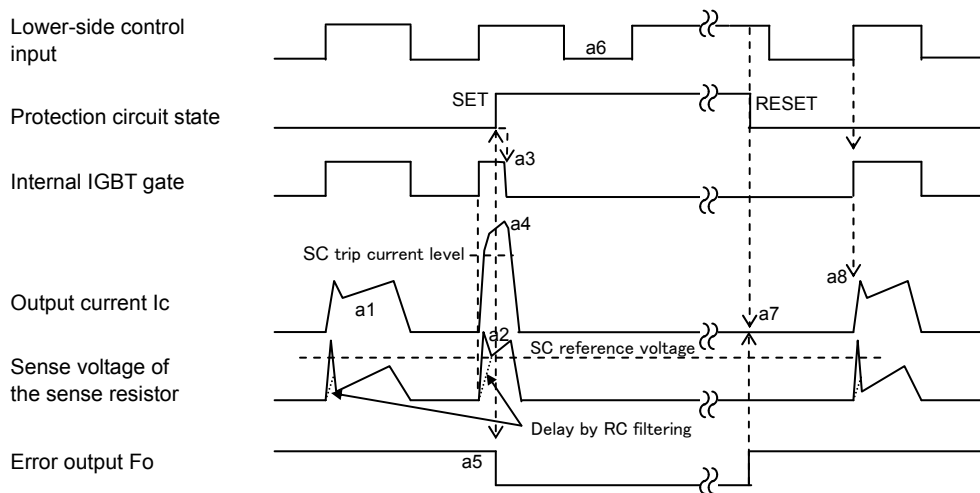 Lower-side control
input
a6
SET
RESET
Protection circuit state
a3
Internal IGBT gate
a4
SC trip current level
a8
Output current Ic
a1
a7
a2
SC reference voltage
Sense voltage of
the sense resistor
Delay by RC filtering
Error output Fo
a5